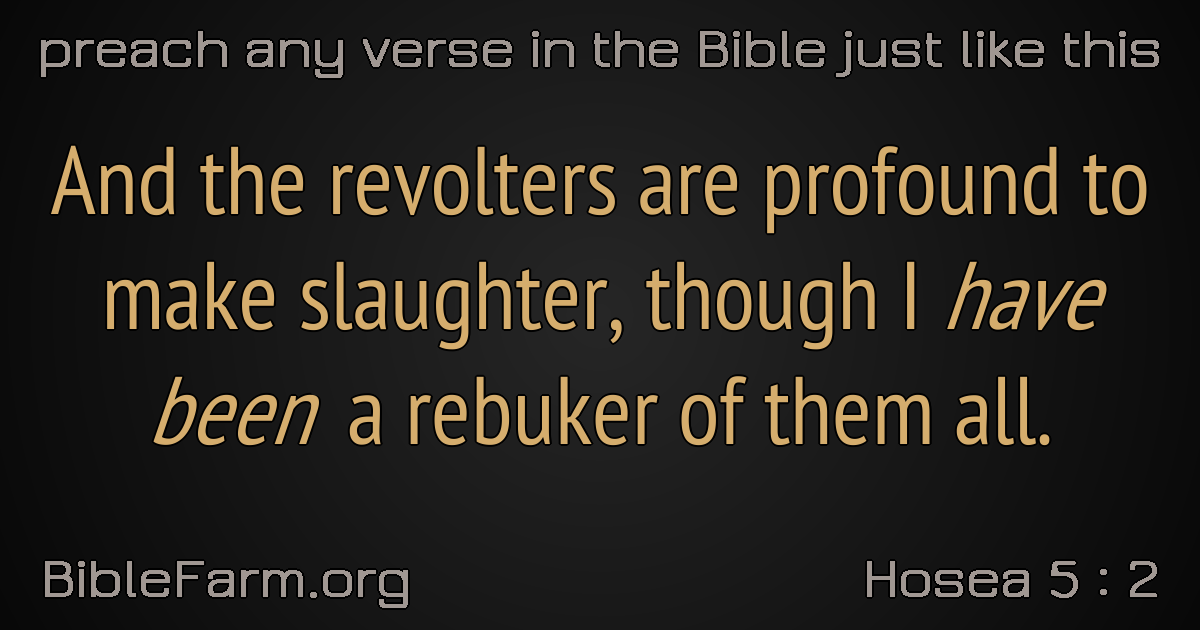 preach any verse in the Bible just like this
And the revolters are profound to
make slaughter, though I have
been a rebuker of them all.
BibleFarm.org
Hosea 5 : 2